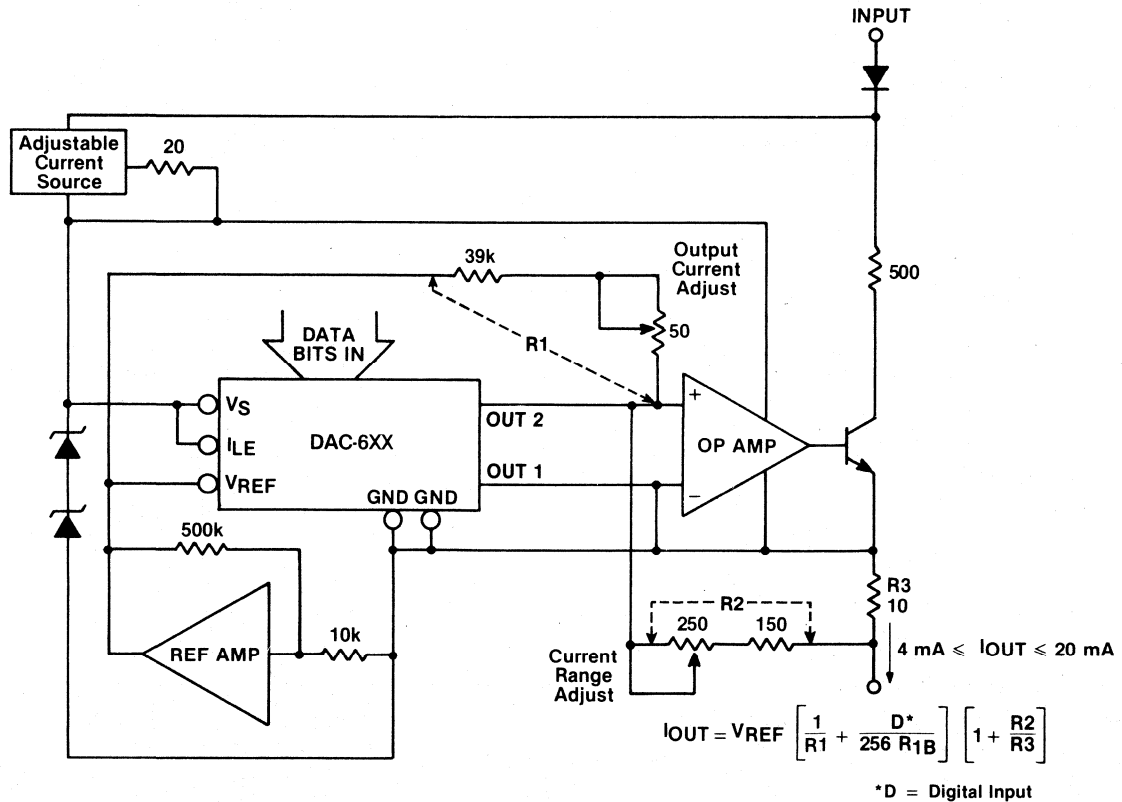 INPUT
Adjustable
Current
Source
20
500
39k
Output
Current
Adjust
50
R1
DATA
BITS IN
VS
ILE
VREF
DAC-6XX
OUT 2
OUT 1
GND GND
+
−
OP AMP
500k
REF AMP
10k
R2
250
150
Current
Range
Adjust
R3
10
4 mA ≤ IOUT ≤ 20 mA
IOUT = VREF [1/R1 + D*/256 R1B] [1 + R2/R3]
*D = Digital Input